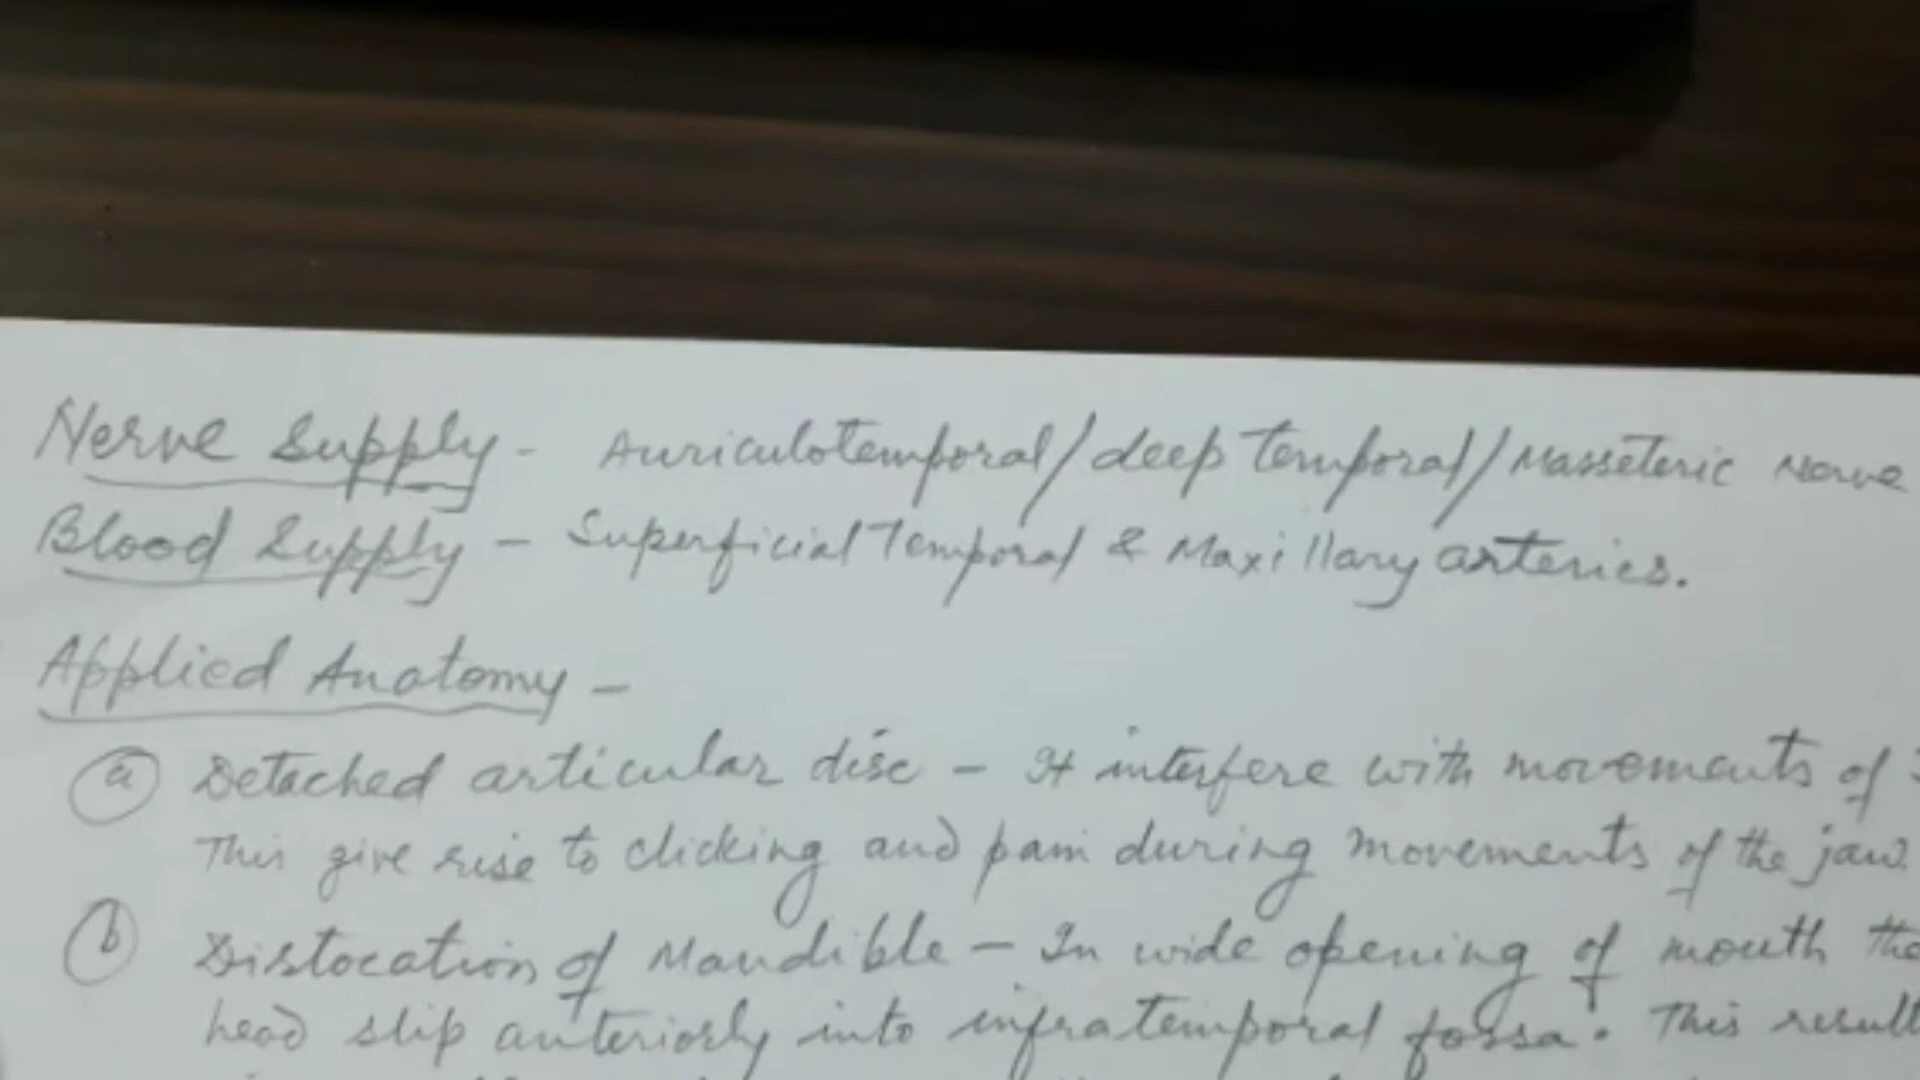 Nerve Supply - Auriculotemporal/deep temporal/Masseteric Nerve
Blood Supply - Superficial Temporal & Maxillary arteries.
Applied Anatomy -
(a) Detached articular disc - It interfere with movements of
This give rise to clicking and pain during movements of the jaw
(b) Dislocation of Mandible - In wide opening of mouth the
head slip anteriorly into infratemporal fossa. This result